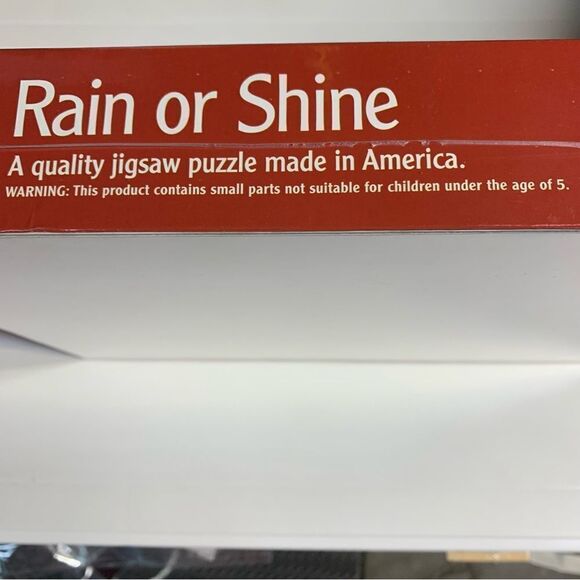 Rain or Shine
A quality jigsaw puzzle made in America.
WARNING: This product contains small parts not suitable for children under the age of 5.